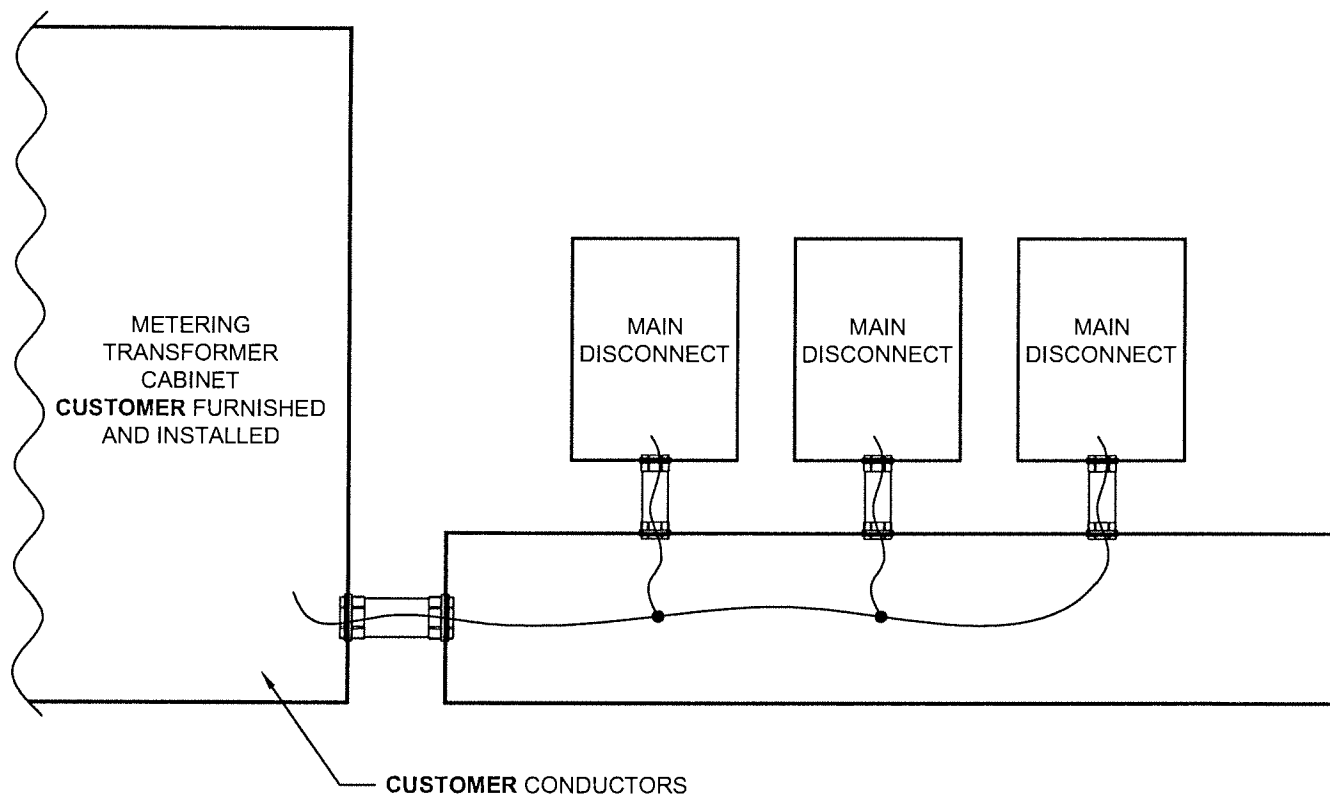 METERING
TRANSFORMER
CABINET
CUSTOMER FURNISHED
AND INSTALLED
MAIN
DISCONNECT
MAIN
DISCONNECT
MAIN
DISCONNECT
CUSTOMER CONDUCTORS